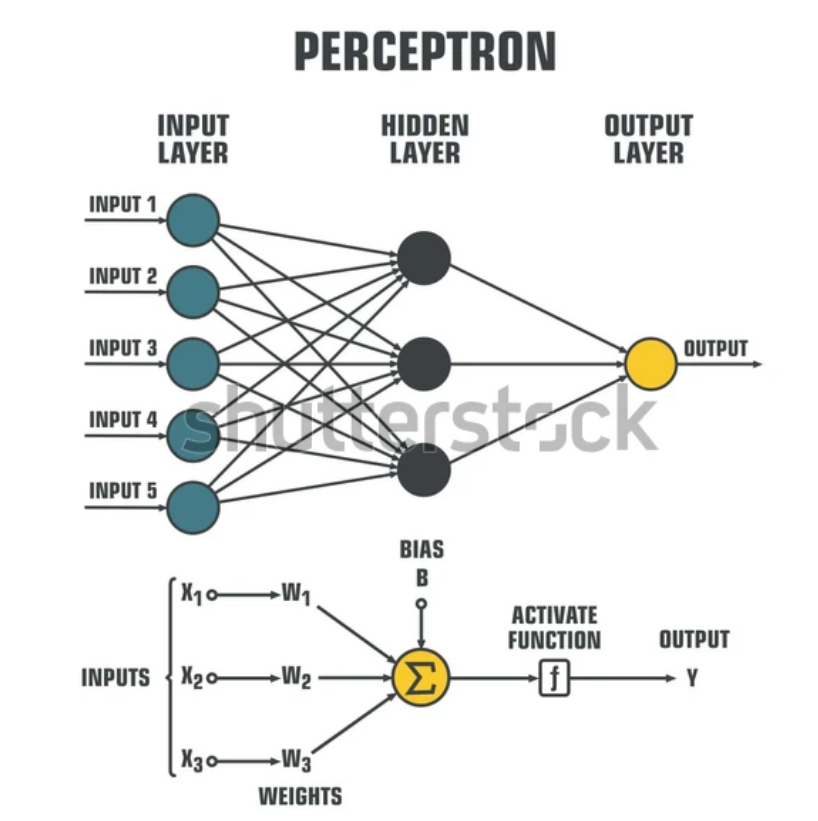 PERCEPTRON
INPUT
LAYER
HIDDEN
LAYER
OUTPUT
LAYER
INPUT 1
INPUT 2
INPUT 3
INPUT 4
INPUT 5
OUTPUT
shutterstock
BIAS
B
X1
W1
ACTIVATE
FUNCTION
OUTPUT
INPUTS
X2
W2
Σ
f
Y
X3
W3
WEIGHTS